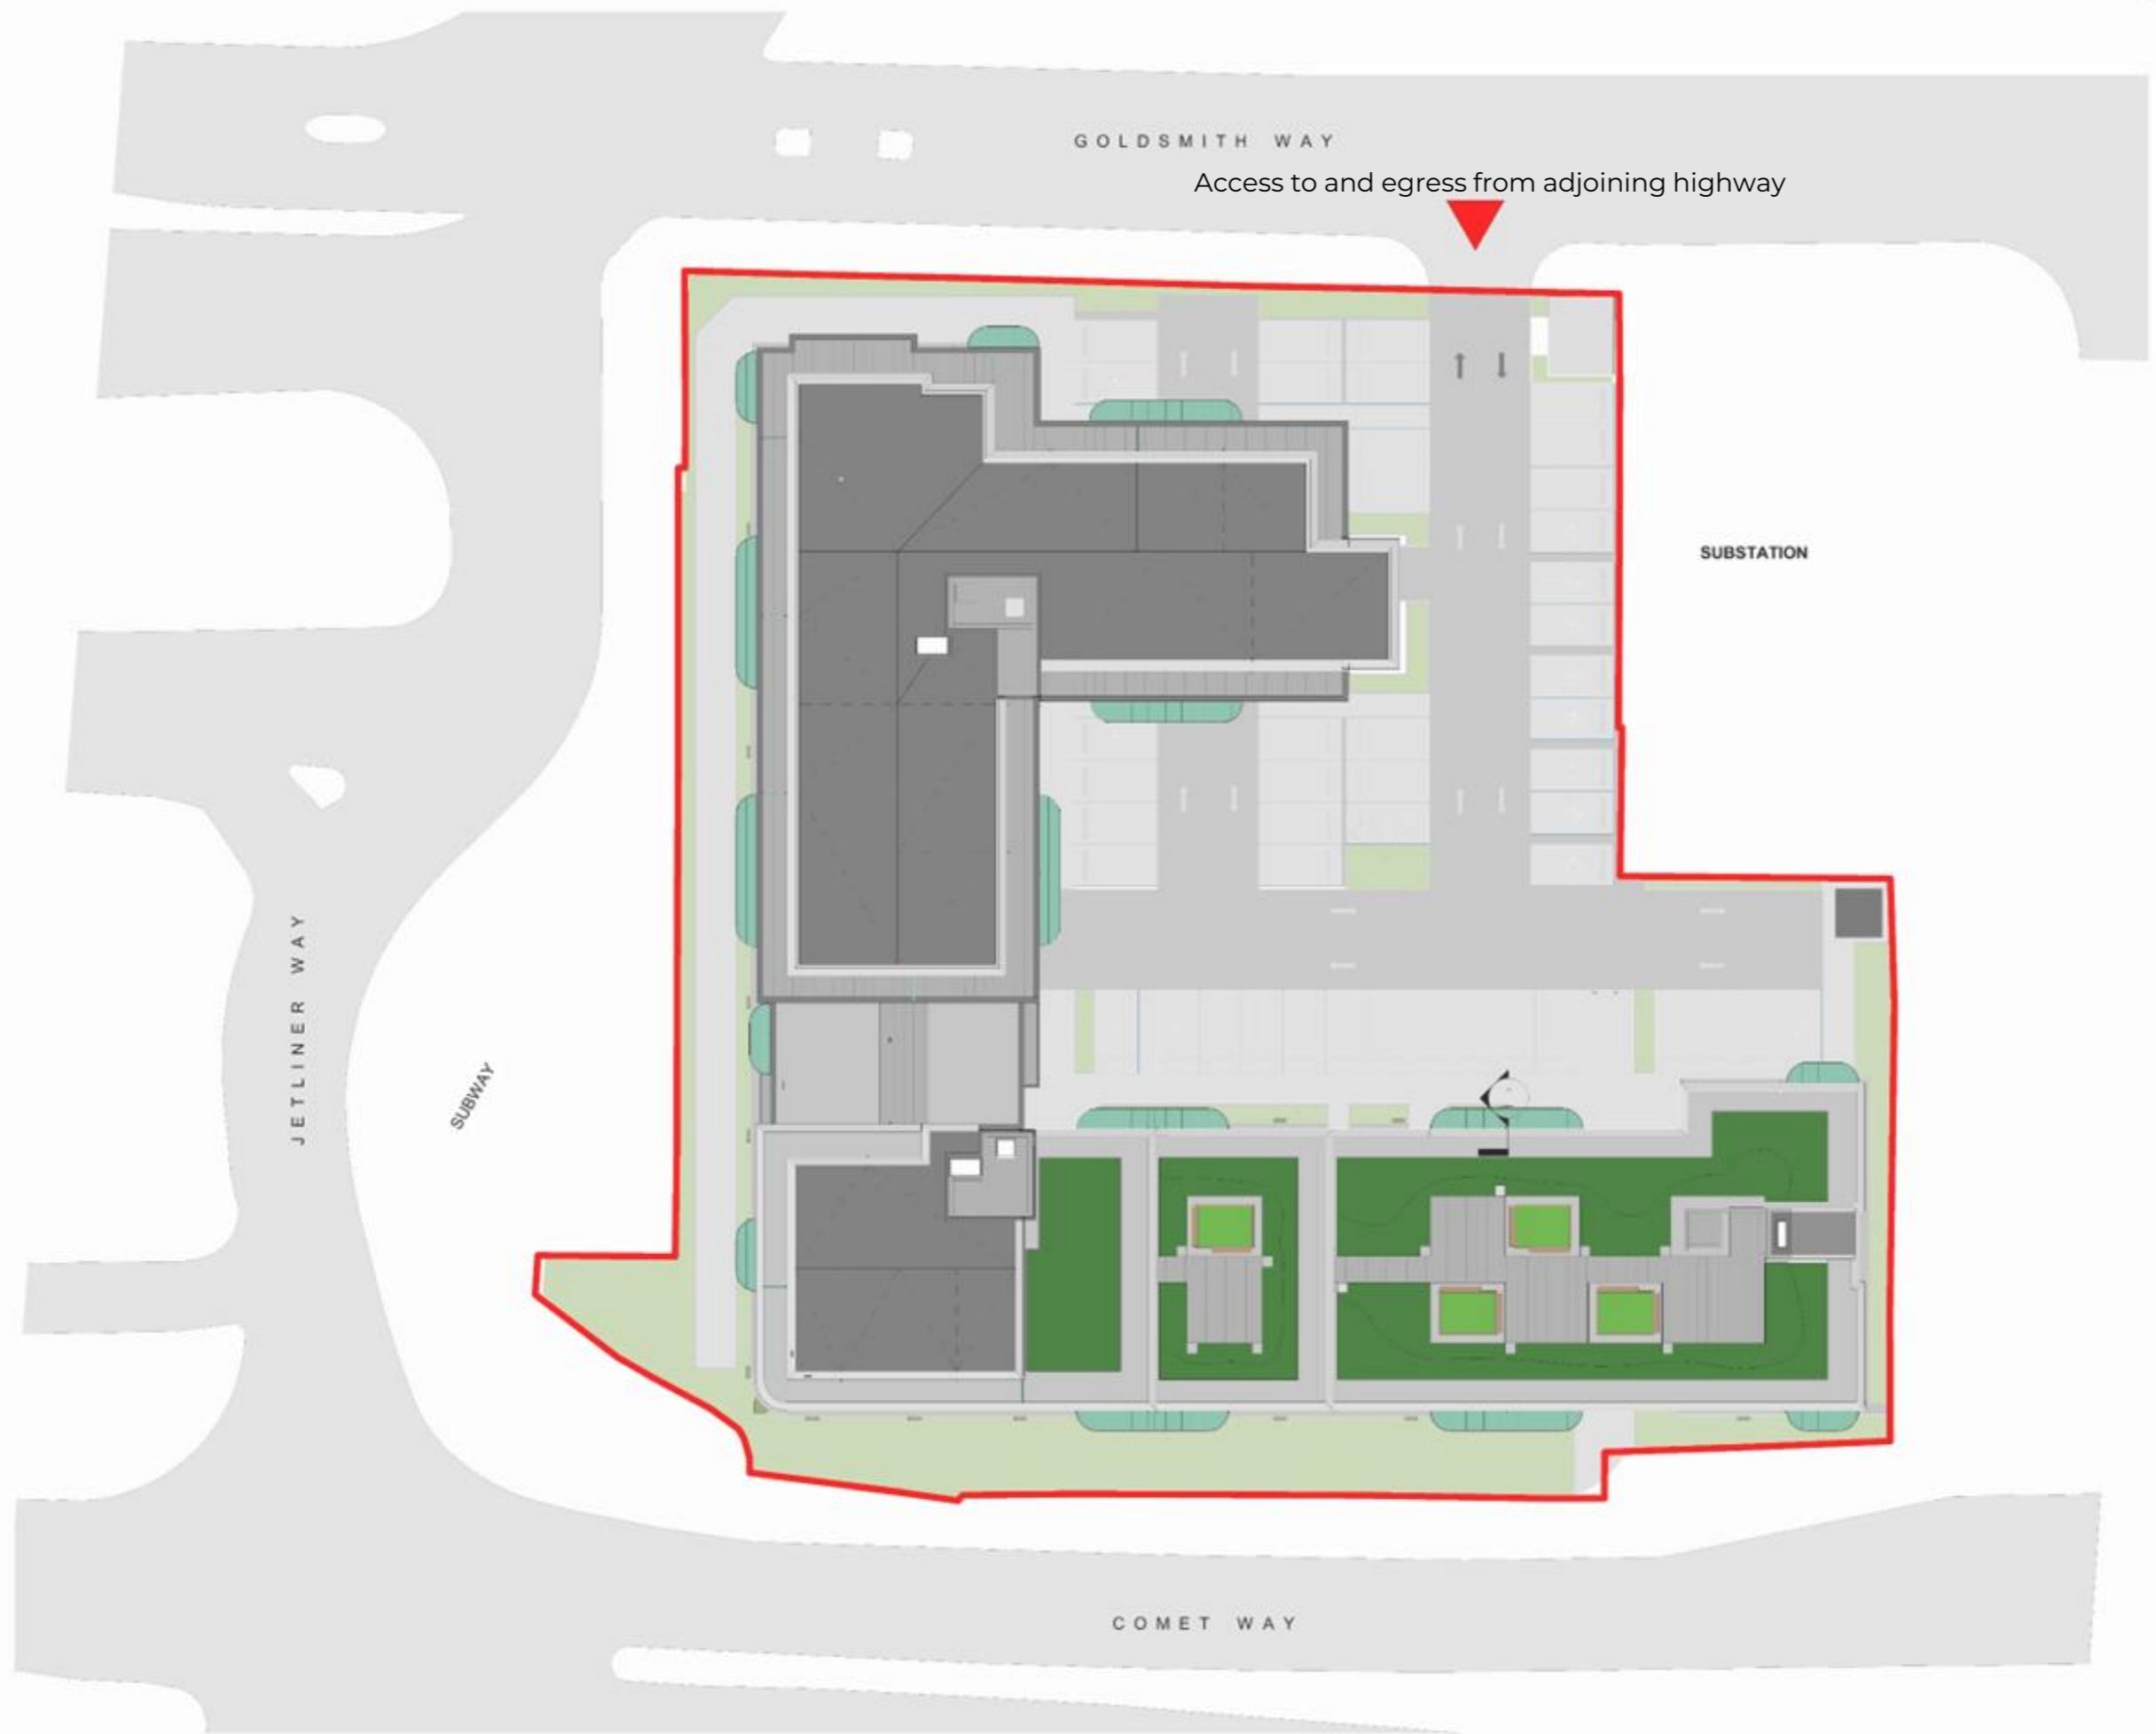 GOLDSMITH WAY
Access to and egress from adjoining highway
SUBSTATION
JETLINER WAY
SUBWAY
COMET WAY